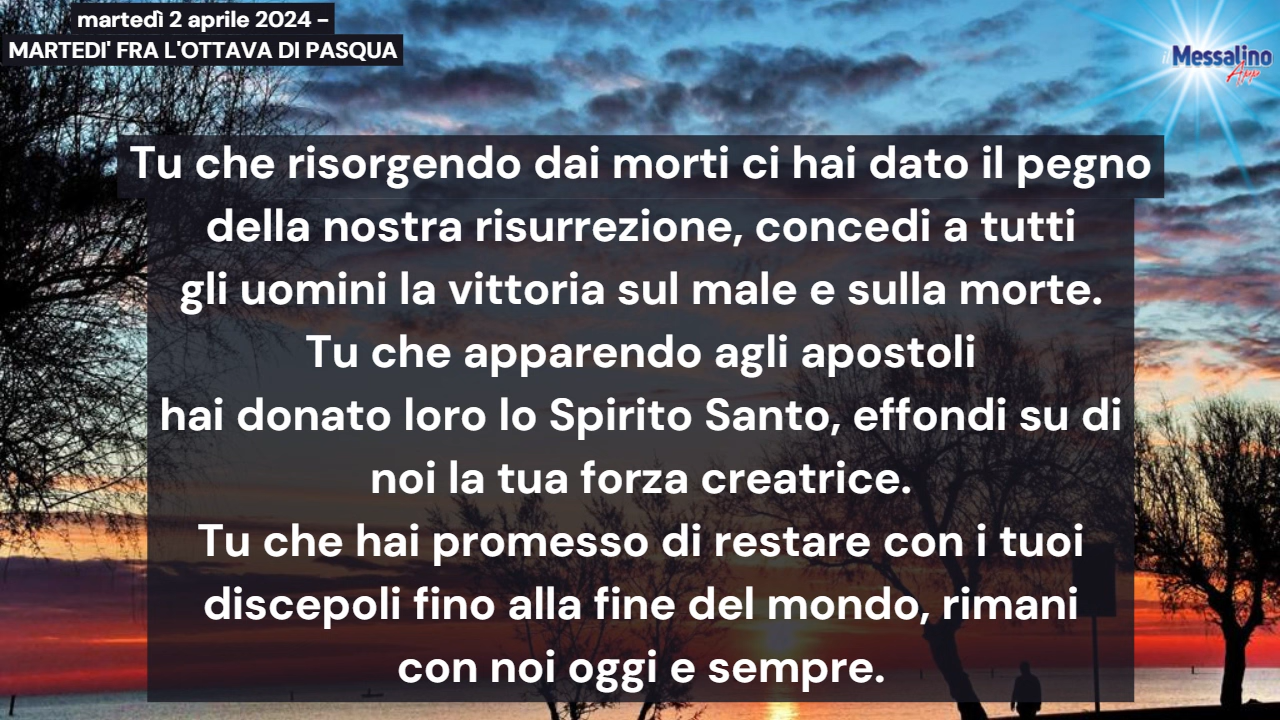 martedì 2 aprile 2024 –
MARTEDI' FRA L'OTTAVA DI PASQUA
il Messalino
App
Tu che risorgendo dai morti ci hai dato il pegno
della nostra risurrezione, concedi a tutti
gli uomini la vittoria sul male e sulla morte.
Tu che apparendo agli apostoli
hai donato loro lo Spirito Santo, effondi su di
noi la tua forza creatrice.
Tu che hai promesso di restare con i tuoi
discepoli fino alla fine del mondo, rimani
con noi oggi e sempre.